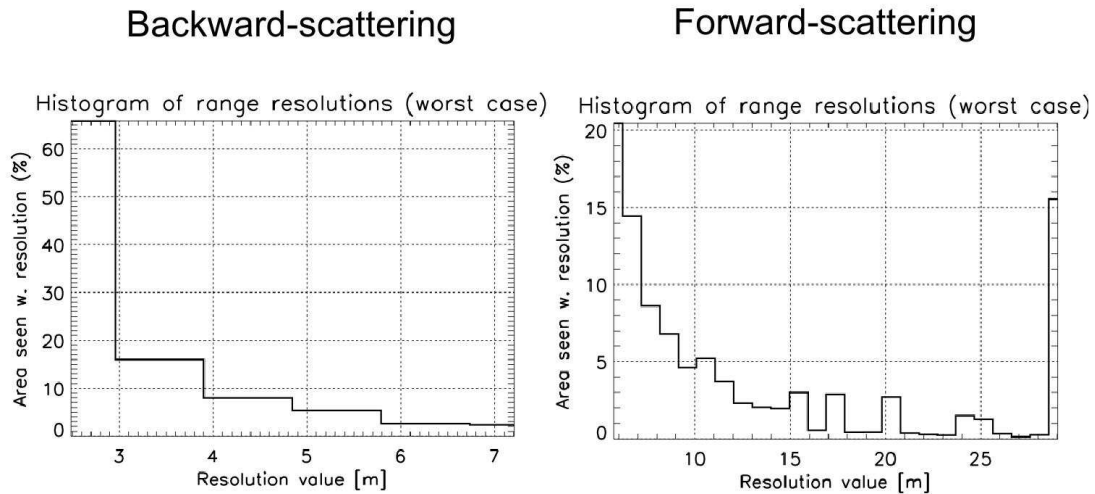 Backward-scattering
Histogram of range resolutions (worst case)
Area seen w. resolution (%)
60
50
40
30
20
10
0
3 4 5 6 7
Resolution value [m]
Forward-scattering
Histogram of range resolutions (worst case)
Area seen w. resolution (%)
20
15
10
5
0
10 15 20 25
Resolution value [m]